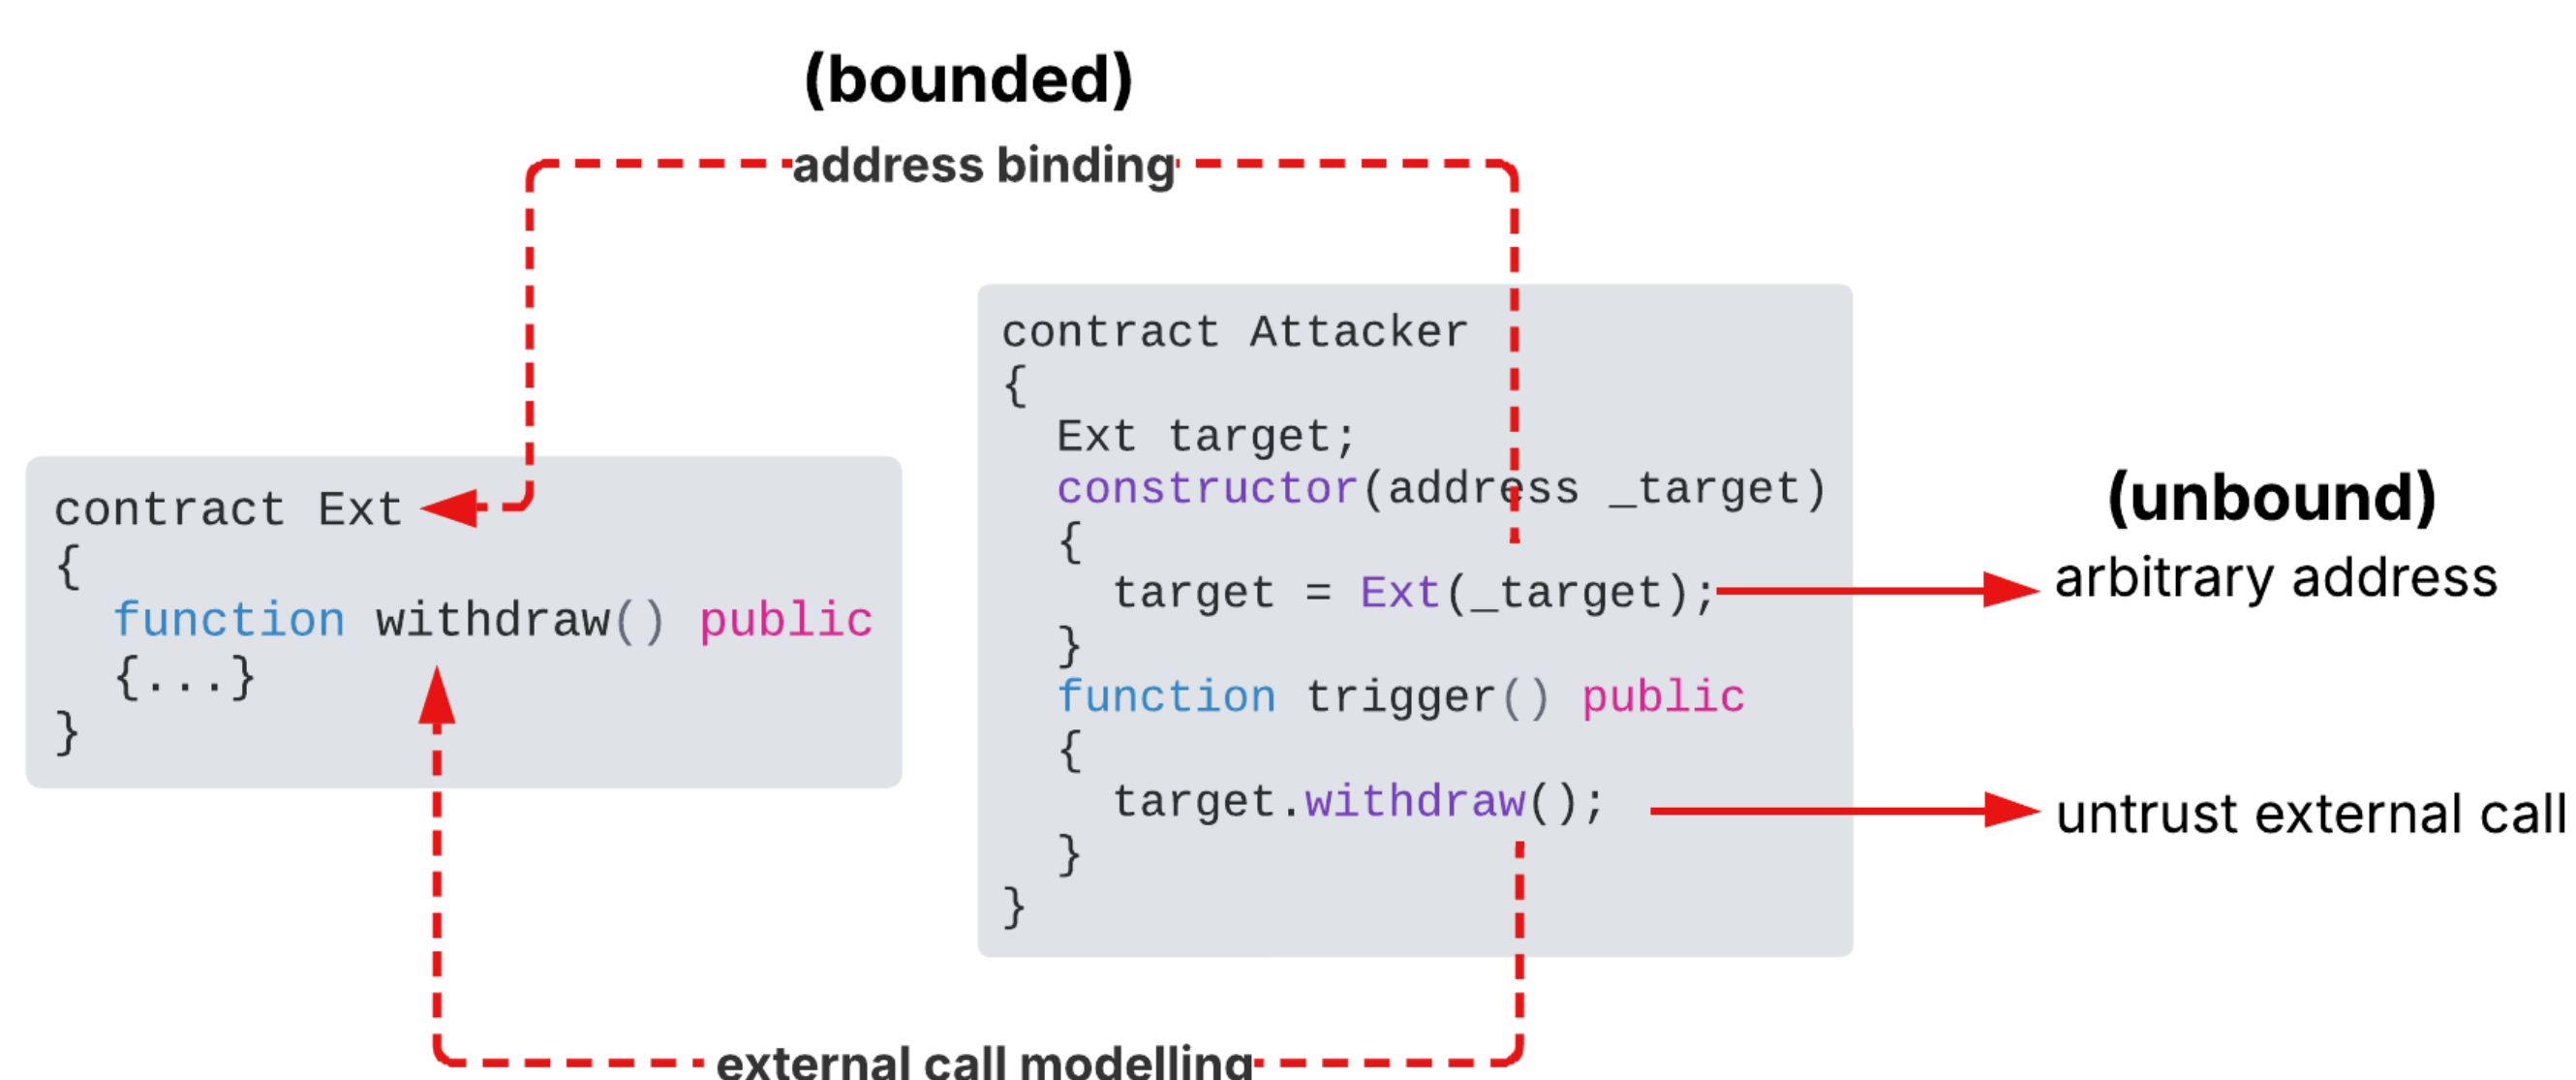 (bounded)
address binding
contract Ext
{
function withdraw() public
{...}
}
contract Attacker
{
Ext target;
constructor(address _target)
{
target = Ext(_target);
}
function trigger() public
{
target.withdraw();
}
}
(unbound)
arbitrary address
untrust external call
external call modelling